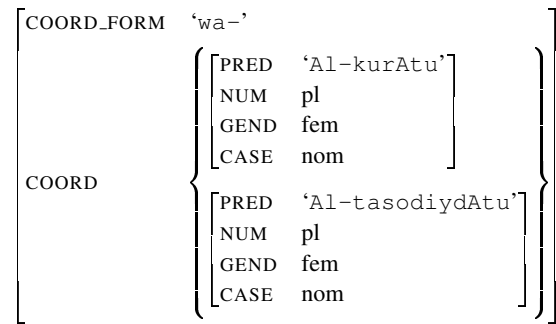 COORD_FORM ‘wa-’
PRED ‘Al-kurAtu’
NUM pl
GEND fem
CASE nom
COORD
PRED ‘Al-tasodiydAtu’
NUM pl
GEND fem
CASE nom